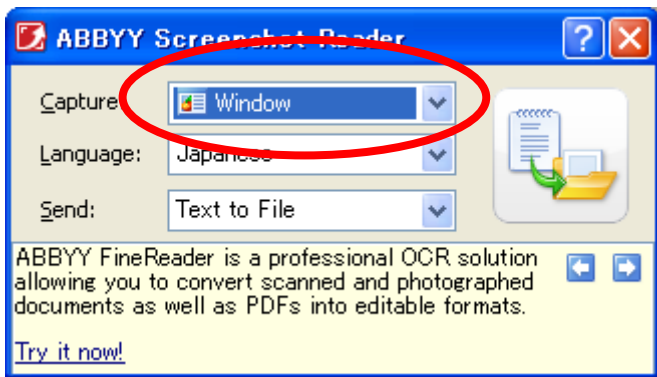 ABBYY Screenshot Reader
Capture
Window
Language:
Japanese
Send:
Text to File
ABBYY FineReader is a professional OCR solution
allowing you to convert scanned and photographed
documents as well as PDFs into editable formats.
Try it now!